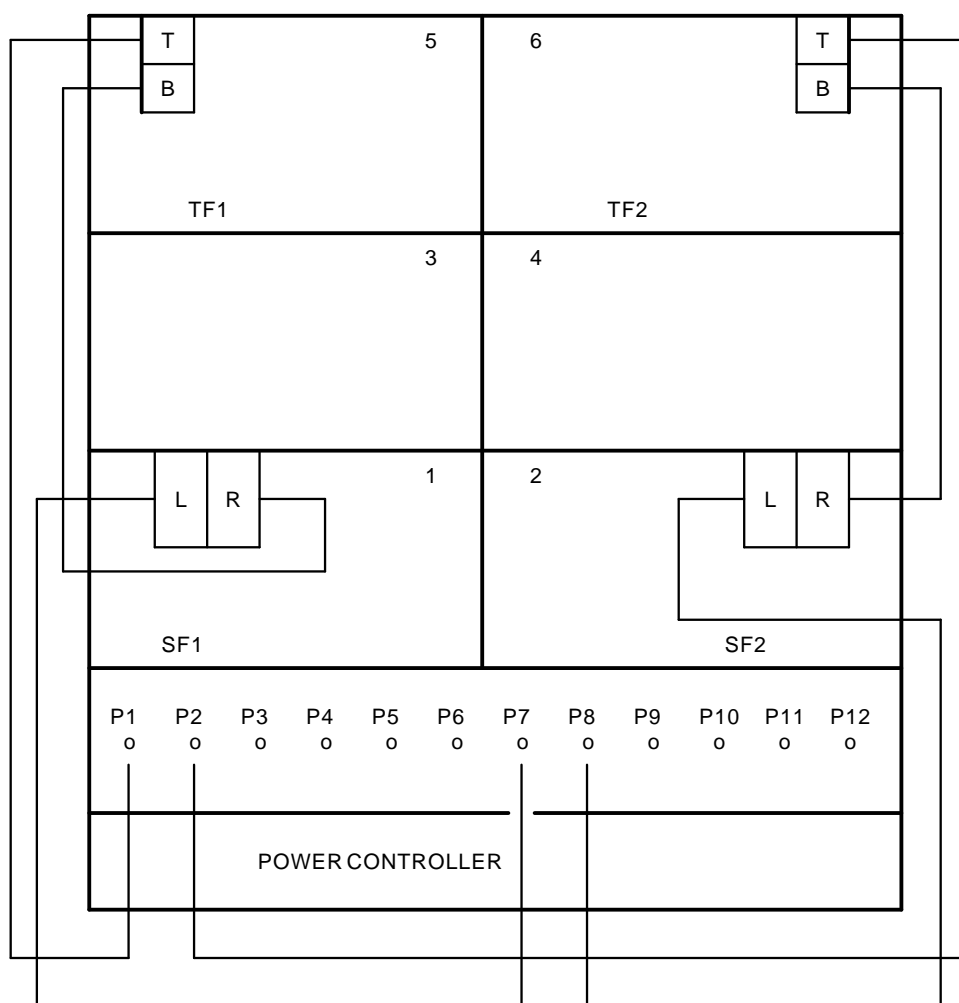 T 5 6 T
B B
TF1 TF2
3 4
1 2
L R L R
SF1 SF2
P1 P2 P3 P4 P5 P6 P7 P8 P9 P10 P11 P12
o o o o o o o o o o o o
POWER CONTROLLER